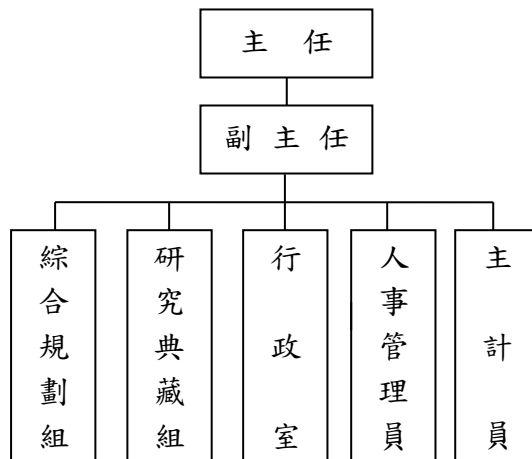 主任
副主任
綜合規劃組
研究典藏組
行政室
人事管理員
主計員